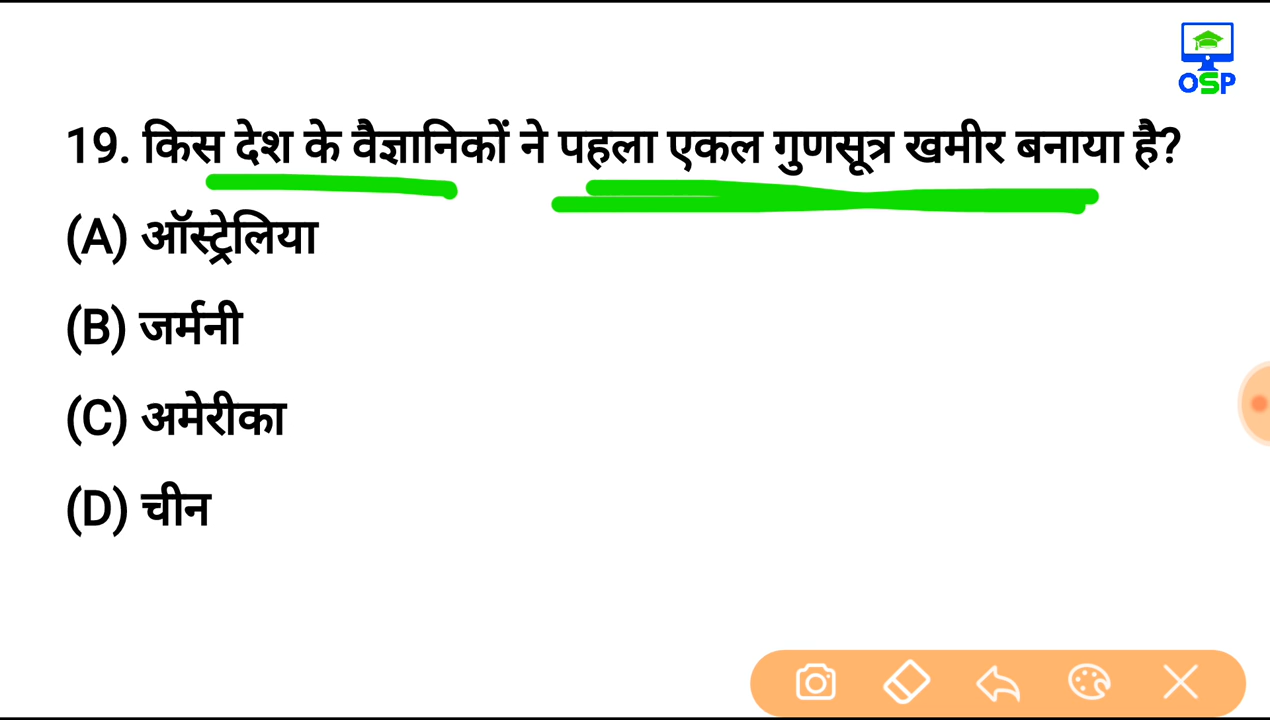 OSP
19. किस देश के वैज्ञानिकों ने पहला एकल गुणसूत्र खमीर बनाया है?
(A) ऑस्ट्रेलिया
(B) जर्मनी
(C) अमेरीका
(D) चीन